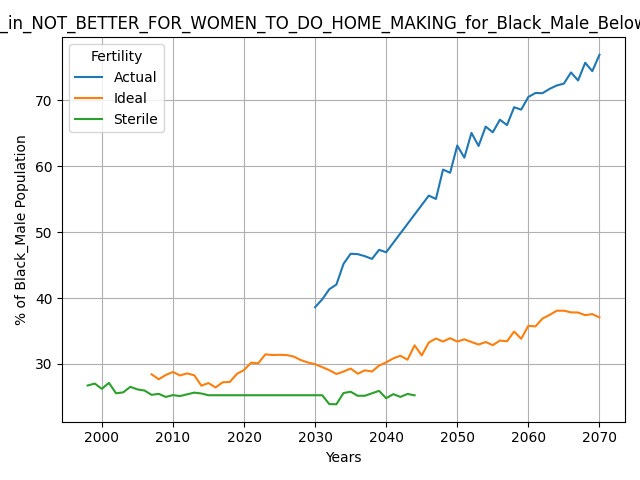 _in_NOT_BETTER_FOR_WOMEN_TO_DO_HOME_MAKING_for_Black_Male_Below
Fertility
Actual
Ideal
Sterile
% of Black_Male Population
70
60
50
40
30
2000 2010 2020 2030 2040 2050 2060 2070
Years